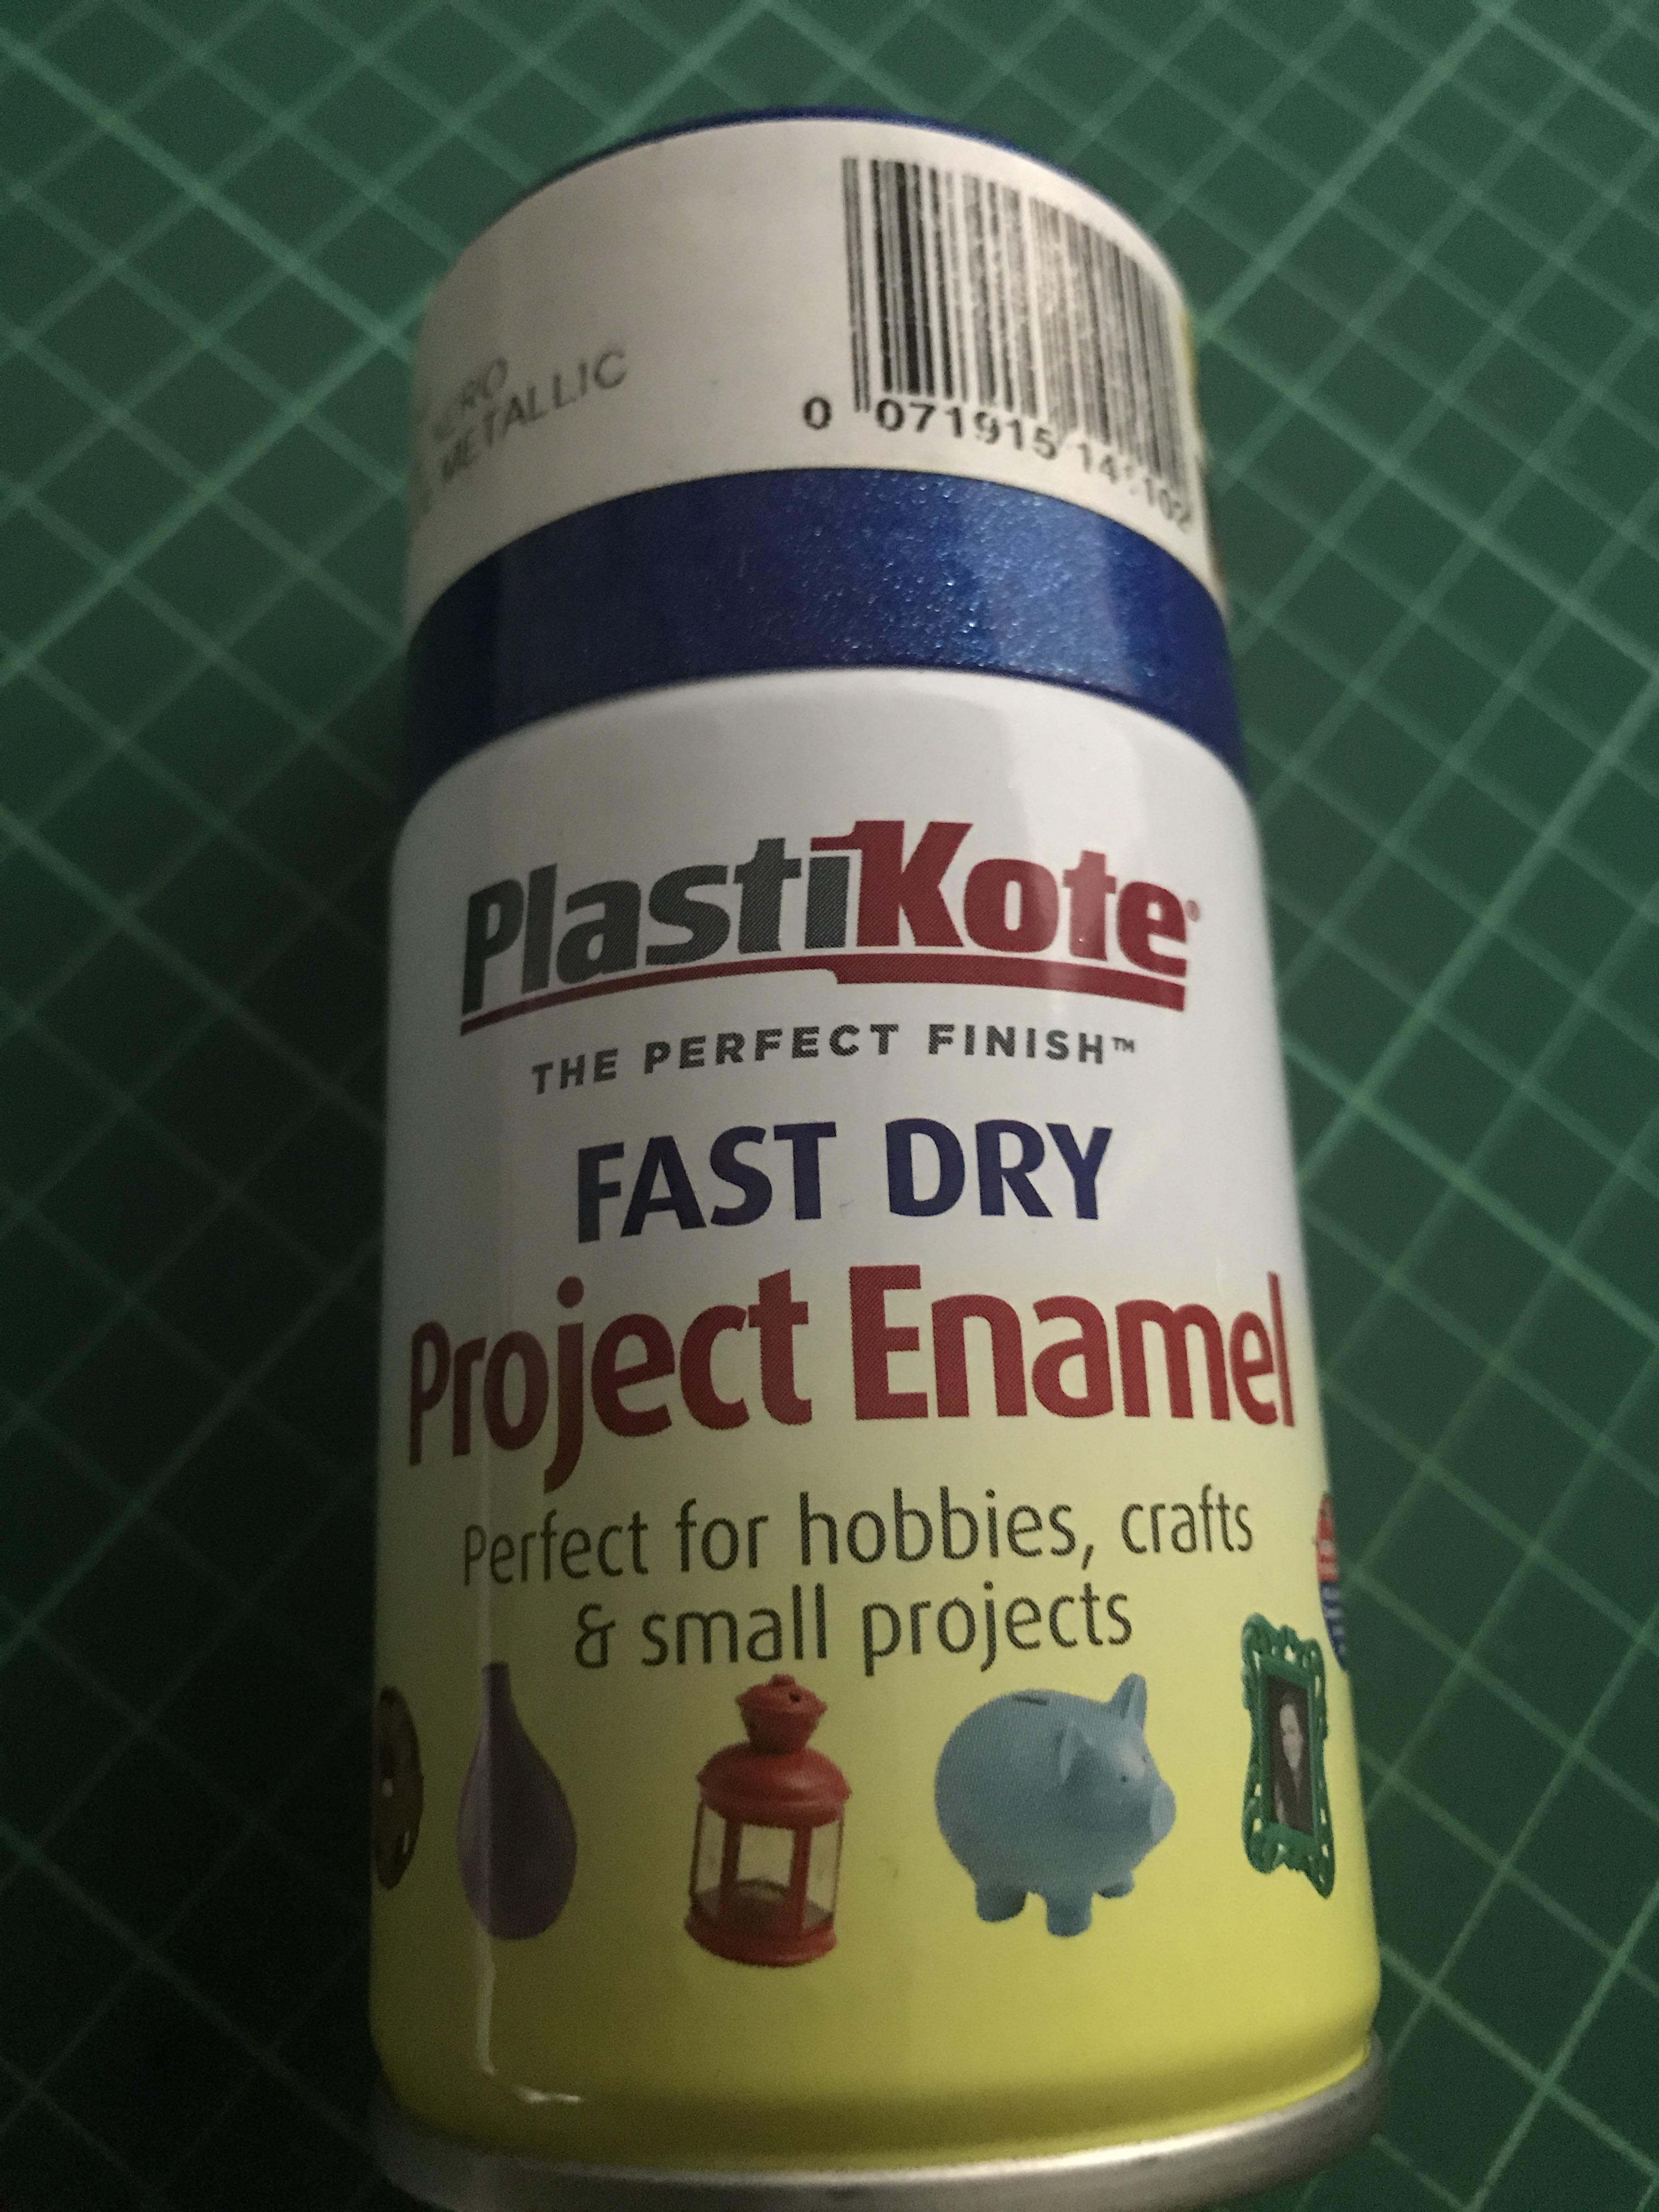 METALLIC
0 071915
PlastiKote®
THE PERFECT FINISH™
FAST DRY
Project Enamel
Perfect for hobbies, crafts
& small projects